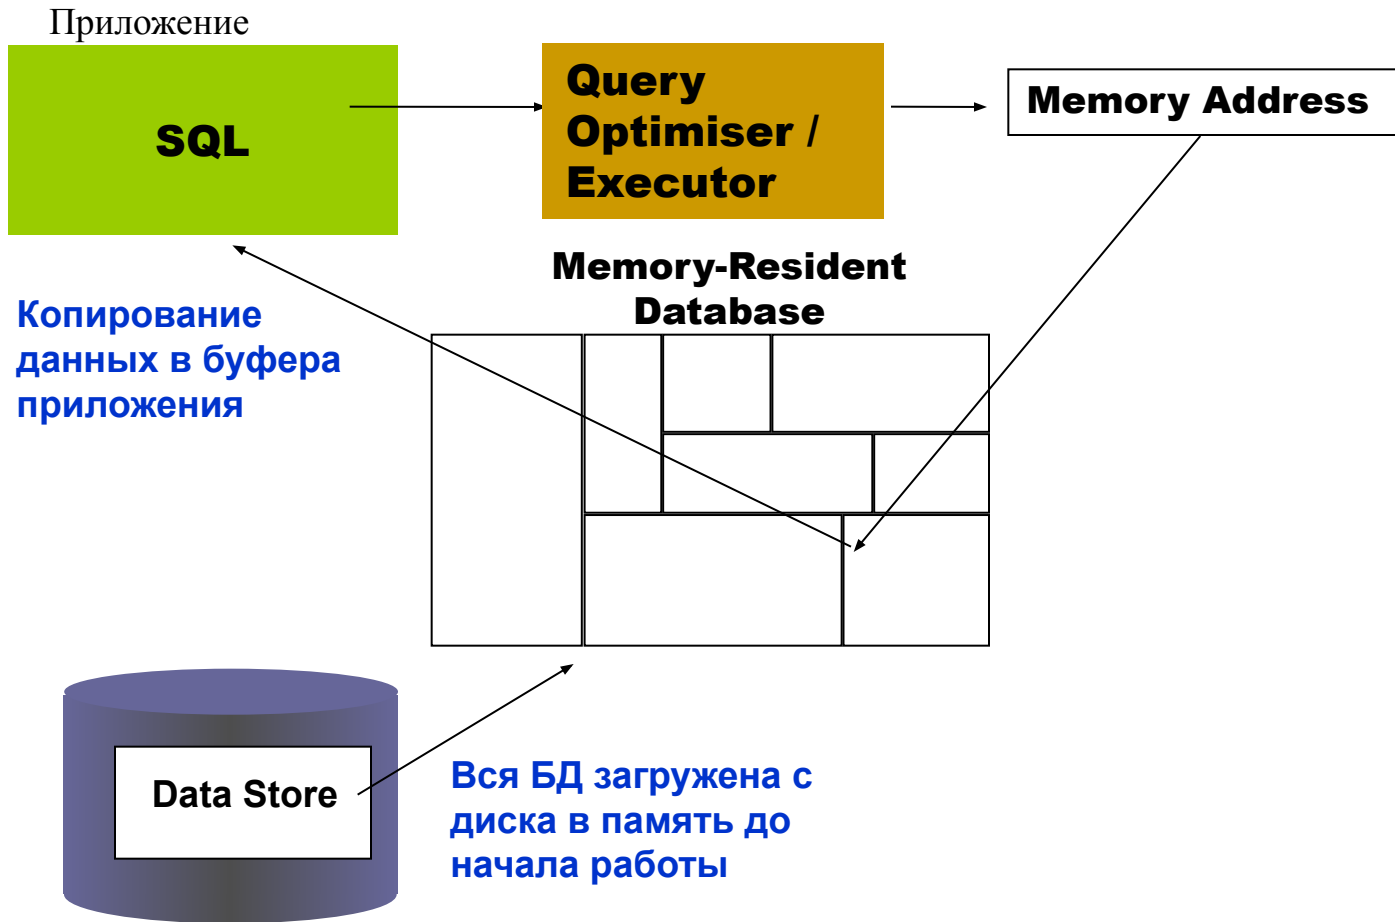 Приложение
SQL
Query
Optimiser /
Executor
Memory Address
Memory-Resident
Database
Копирование
данных в буфера
приложения
Data Store
Вся БД загружена с
диска в память до
начала работы